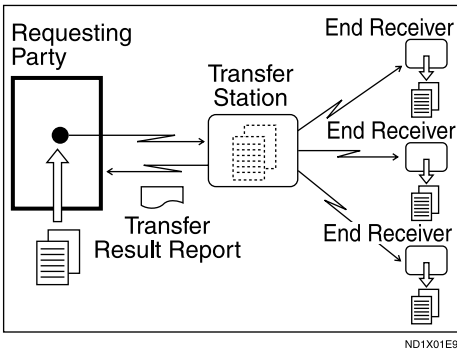 Requesting
Party
End Receiver
Transfer
Station
End Receiver
Transfer
Result Report
End Receiver
ND1X01E9